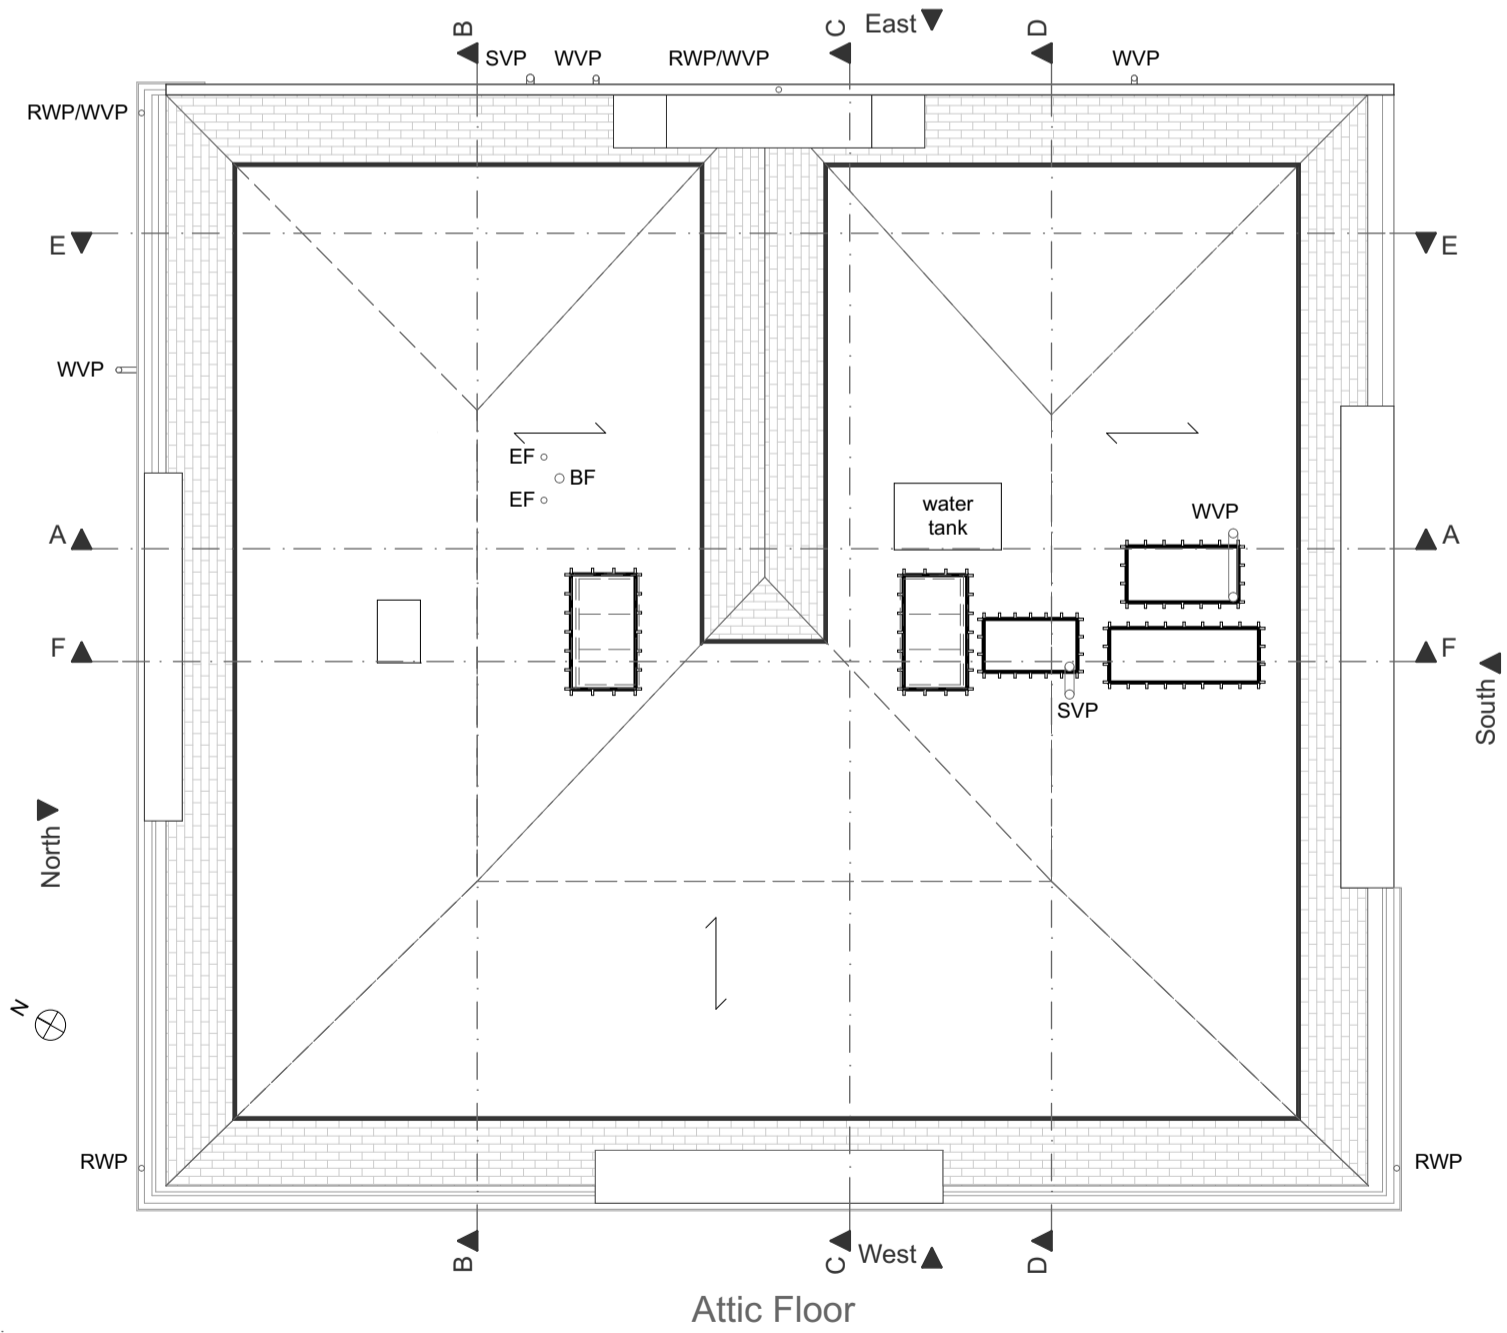 B
C
East
D
SVP
WVP
RWP/WVP
WVP
RWP/WVP
E
E
WVP
EF
BF
EF
water
tank
WVP
A
A
F
F
SVP
South
North
N
RWP
RWP
B
C
West
D
Attic Floor